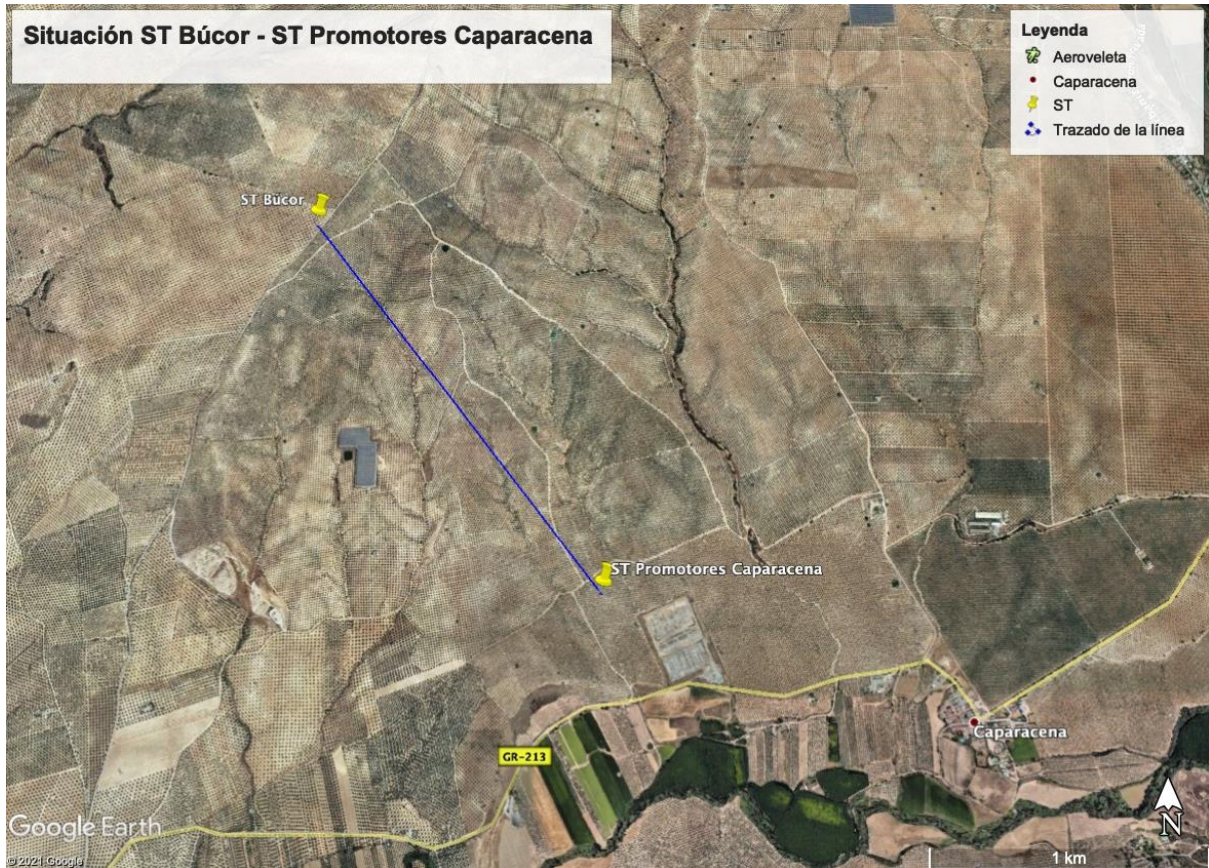 Situación ST Búcor - ST Promotores Caparacena
Leyenda
Aeroveleta
Caparacena
ST
Trazado de la línea
ST Búcor
ST Promotores Caparacena
Caparacena
GR-213
Google Earth
© 2021 Google
N
1 km